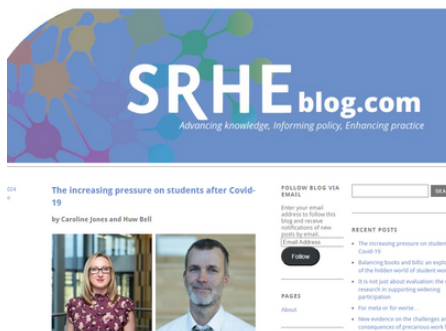 SRHE blog.com
Advancing knowledge, Informing policy, Enhancing practice
The increasing pressure on students after Covid-
19
by Caroline Jones and Huw Bell
FOLLOW BLOG VIA
EMAIL
Enter your email
address to follow this
blog and receive
notifications of new
posts by email.
Email Address
Follow
PAGES
About
SEA
RECENT POSTS
The increasing pressure on studen
Covid-19
Balancing books and bills: an explo
of the hidden world of student wo
It is not just about evaluation: the
research in supporting widening
participation
For meta or for worse…
New evidence on the challenges an
consequences of precarious